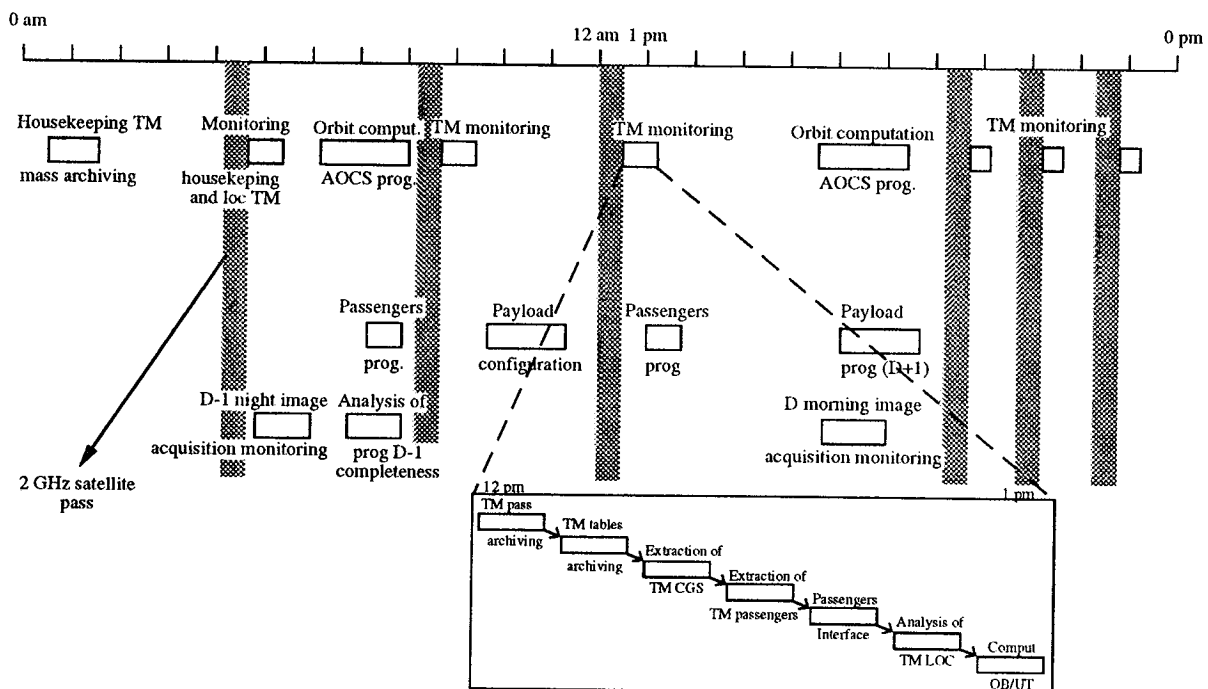 0 am
12 am 1 pm
0 pm
Housekeeping TM
mass archiving
Monitoring
housekeping
and loc TM
Orbit comput.
AOCS prog.
TM monitoring
TM monitoring
Orbit computation
AOCS prog.
TM monitoring
Passengers
prog.
Payload
configuration
Passengers
prog
Payload
prog (D+1)
D-1 night image
acquisition monitoring
Analysis of
prog D-1
completeness
D morning image
acquisition monitoring
2 GHz satellite
pass
12 pm
1 pm
TM pass
archiving
TM tables
archiving
Extraction of
TM CGS
Extraction of
TM passengers
Passengers
Interface
Analysis of
TM LOC
Comput
OB/UT